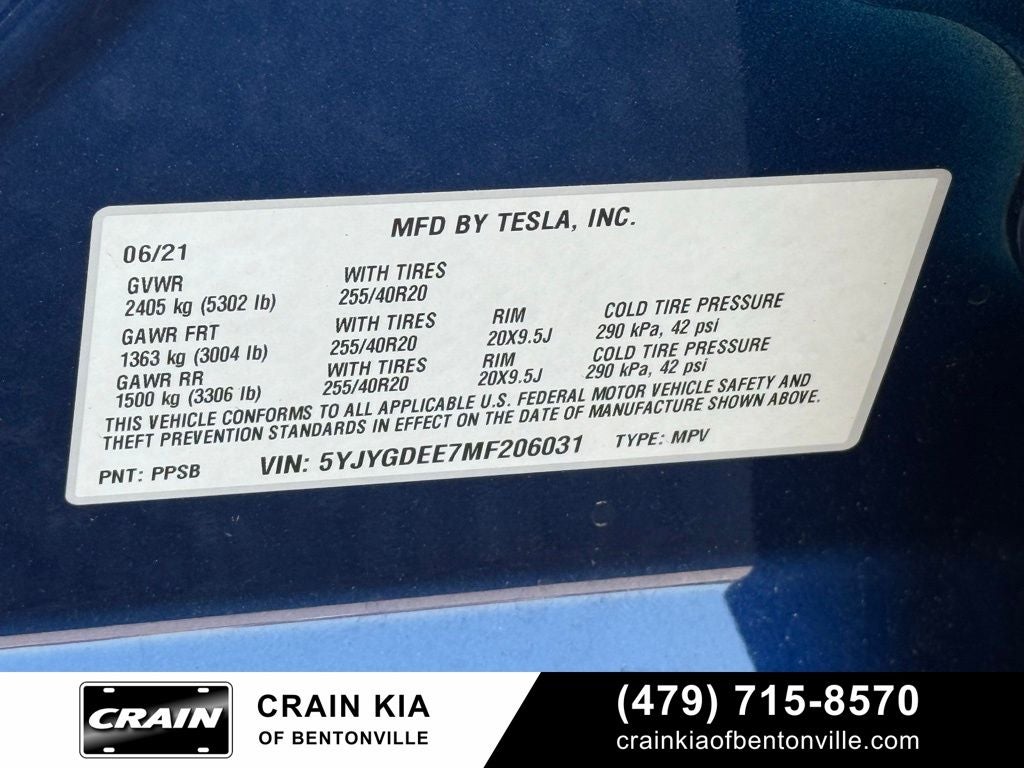 MFD BY TESLA, INC.
06/21
GVWR
2405 kg (5302 lb)
WITH TIRES
255/40R20
GAWR FRT
1363 kg (3004 lb)
WITH TIRES
255/40R20
RIM
20X9.5J
COLD TIRE PRESSURE
290 kPa, 42 psi
GAWR RR
1500 kg (3306 lb)
WITH TIRES
255/40R20
RIM
20X9.5J
COLD TIRE PRESSURE
290 kPa, 42 psi
THIS VEHICLE CONFORMS TO ALL APPLICABLE U.S. FEDERAL MOTOR VEHICLE SAFETY AND
THEFT PREVENTION STANDARDS IN EFFECT ON THE DATE OF MANUFACTURE SHOWN ABOVE.
PNT: PPSB VIN: 5YJYGDEE7MF206031 TYPE: MPV
CRAIN
CRAIN KIA
OF BENTONVILLE
(479) 715-8570
crainkiaofbentonville.com